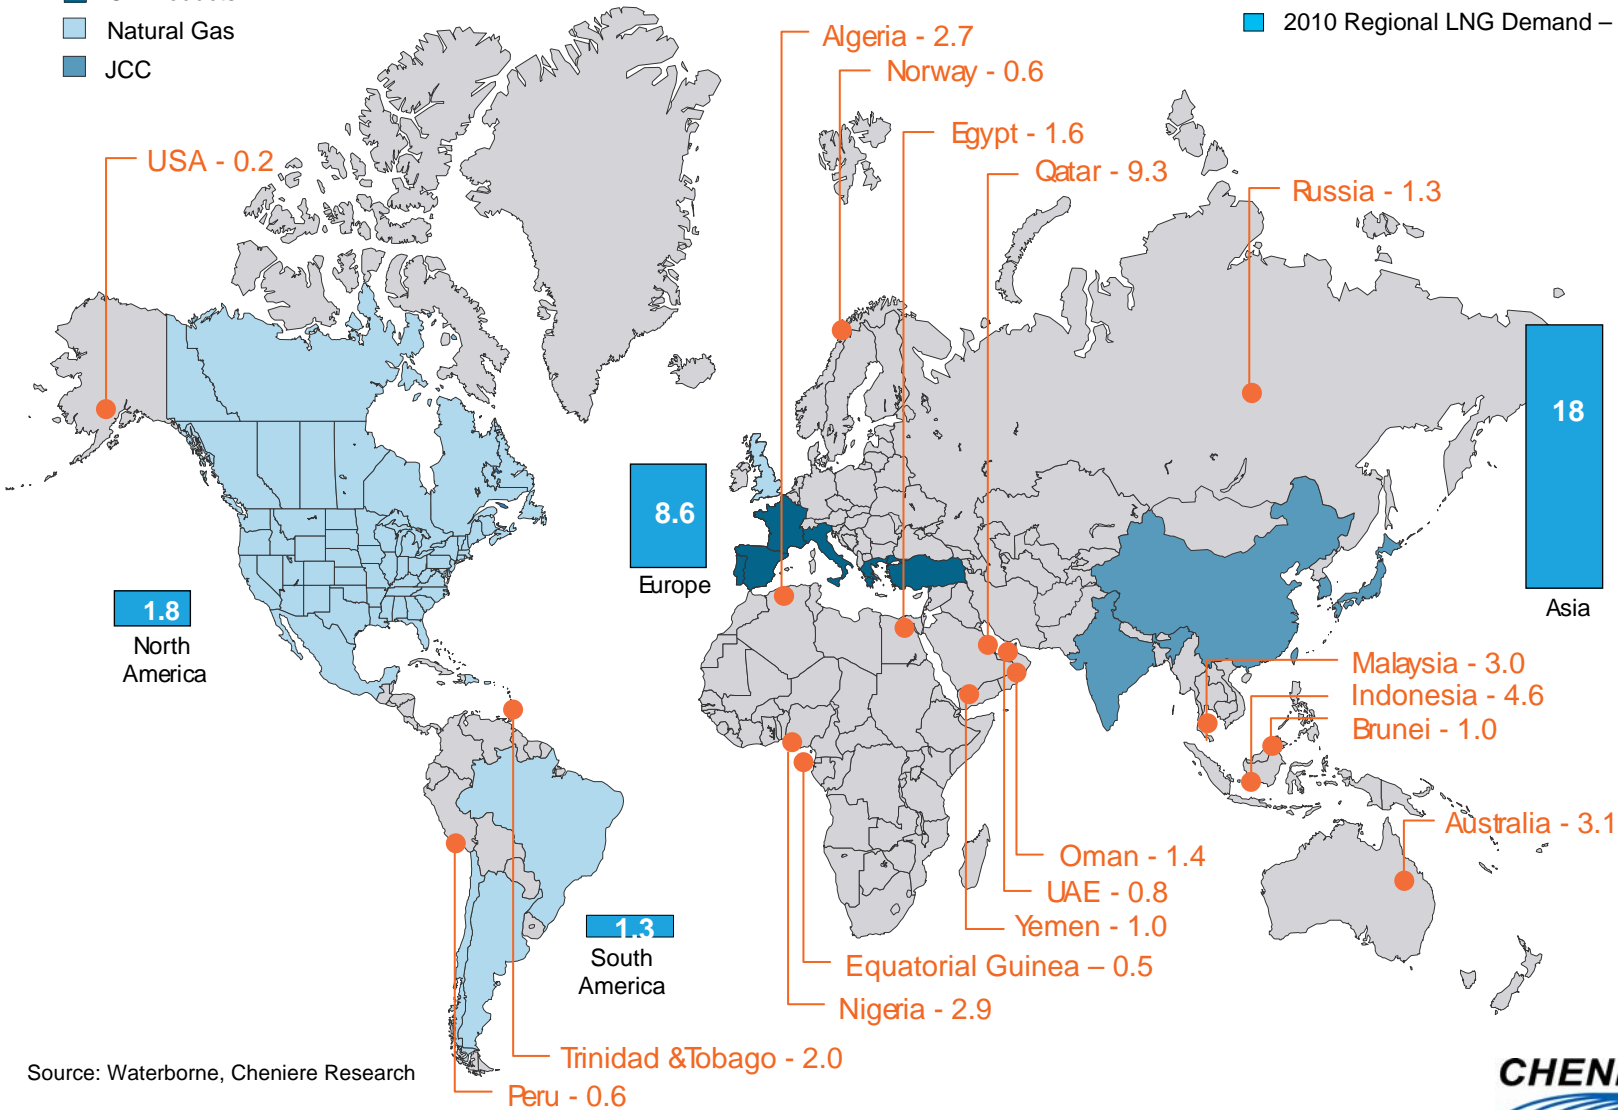 Natural Gas
JCC
2010 Regional LNG Demand –
Algeria - 2.7
Norway - 0.6
Egypt - 1.6
Qatar - 9.3
USA - 0.2
Russia - 1.3
18
Asia
8.6
Europe
1.8
North
America
Malaysia - 3.0
Indonesia - 4.6
Brunei - 1.0
Australia - 3.1
Oman - 1.4
UAE - 0.8
Yemen - 1.0
1.3
South
America
Equatorial Guinea – 0.5
Nigeria - 2.9
Trinidad &Tobago - 2.0
Peru - 0.6
Source: Waterborne, Cheniere Research